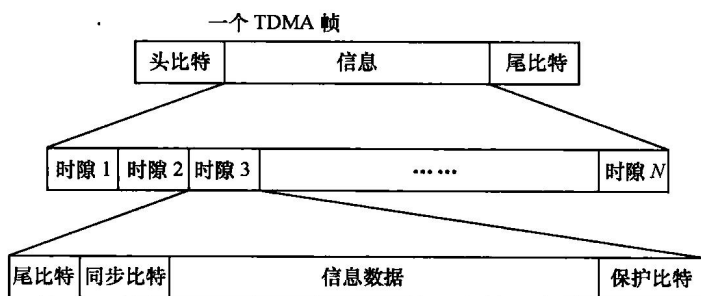 一个 TDMA 帧
头比特 信息 尾比特
时隙 1 时隙 2 时隙 3 …… 时隙 N
尾比特 同步比特 信息数据 保护比特